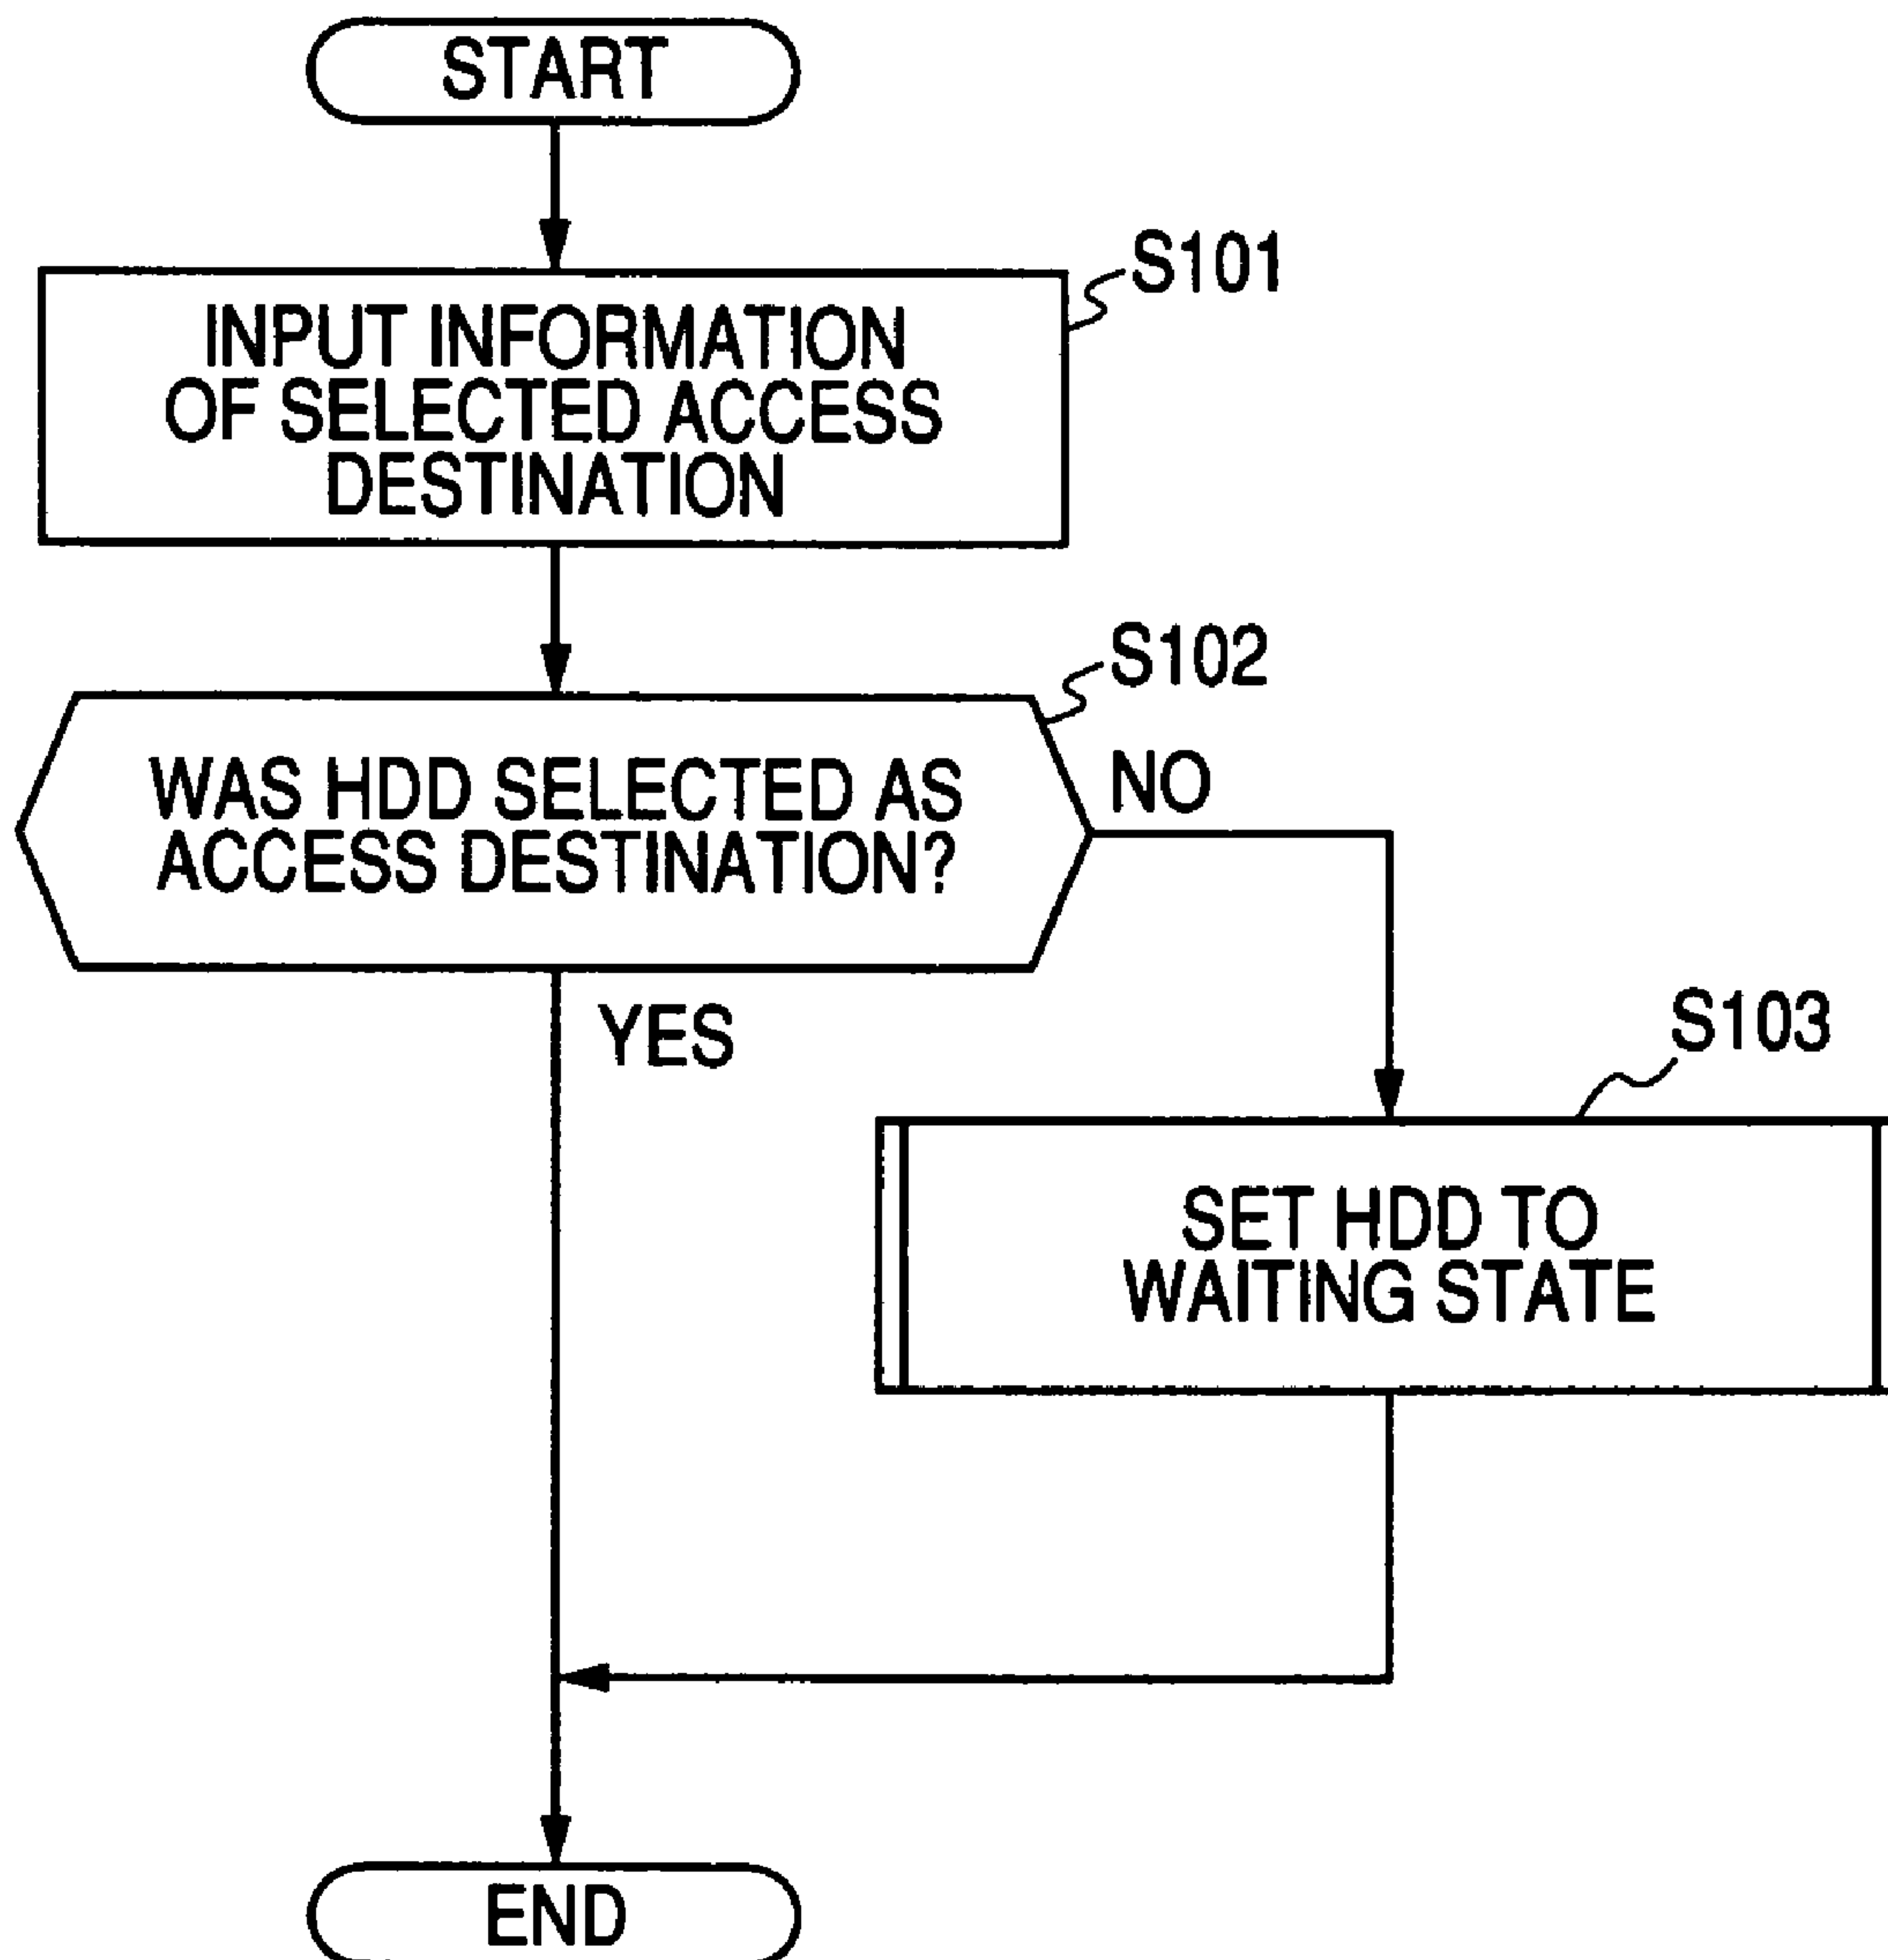 START
S101
INPUT INFORMATION
OF SELECTED ACCESS
DESTINATION
S102
WAS HDD SELECTED AS
ACCESS DESTINATION?
NO
YES
S103
SET HDD TO
WAITING STATE
END